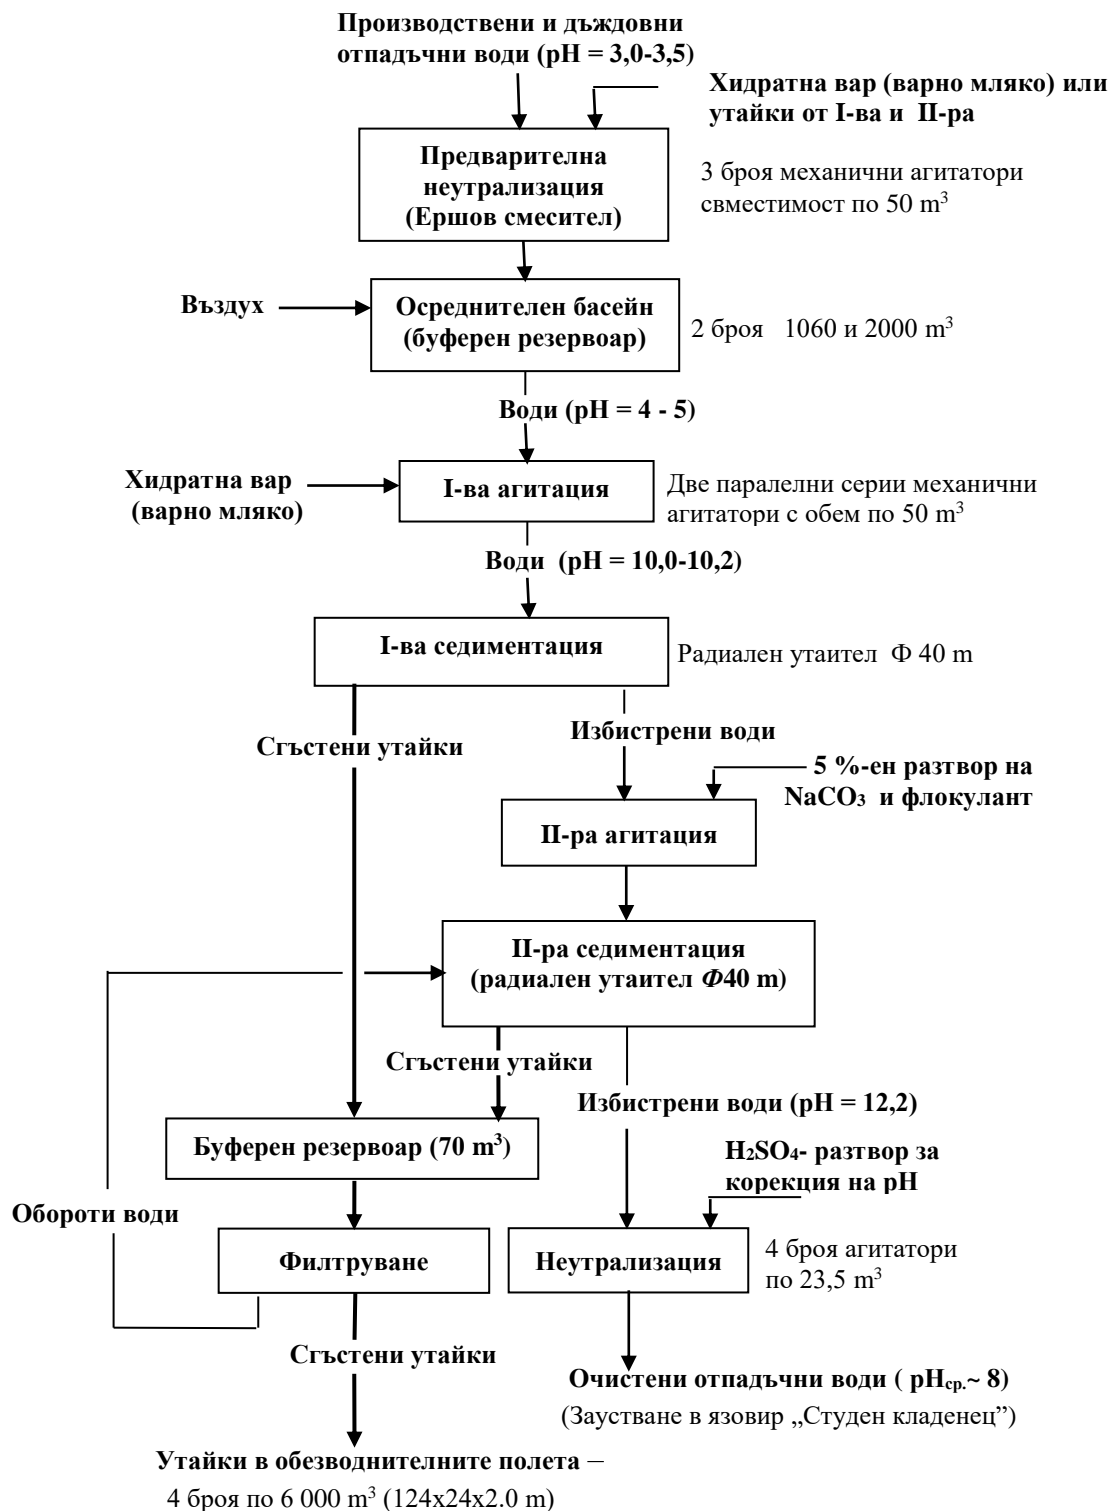 Производствени и дъждовни
отпадъчни води (pH = 3,0-3,5)
Хидратна вар (варно мляко) или
утайки от I-ва и II-ра
Предварителна
неутрализация
(Ершов смесител)
3 броя механични агитатори
свместимост по 50 m³
Въздух
Осреднителен басейн
(буферен резервоар)
2 броя 1060 и 2000 m³
Води (pH = 4 - 5)
Хидратна вар
(варно мляко)
I-ва агитация
Две паралелни серии механични
агитатори с обем по 50 m³
Води (pH = 10,0-10,2)
I-ва седиментация
Радиален утаител Ф 40 m
Избистрени води
Сгъстени утайки
5 %-ен разтвор на
NaCO₃ и флокулант
II-ра агитация
II-ра седиментация
(радиален утаител Ф40 m)
Сгъстени утайки
Избистрени води (pH = 12,2)
Буферен резервоар (70 m³)
H₂SO₄- разтвор за
корекция на pH
Обороти води
Филтруване
Неутрализация
4 броя агитатори
по 23,5 m³
Сгъстени утайки
Очистени отпадъчни води ( pHср.~ 8)
(Заустване в язовир „Студен кладенец”)
Утайки в обезводнителните полета –
4 броя по 6 000 m³ (124x24x2.0 m)